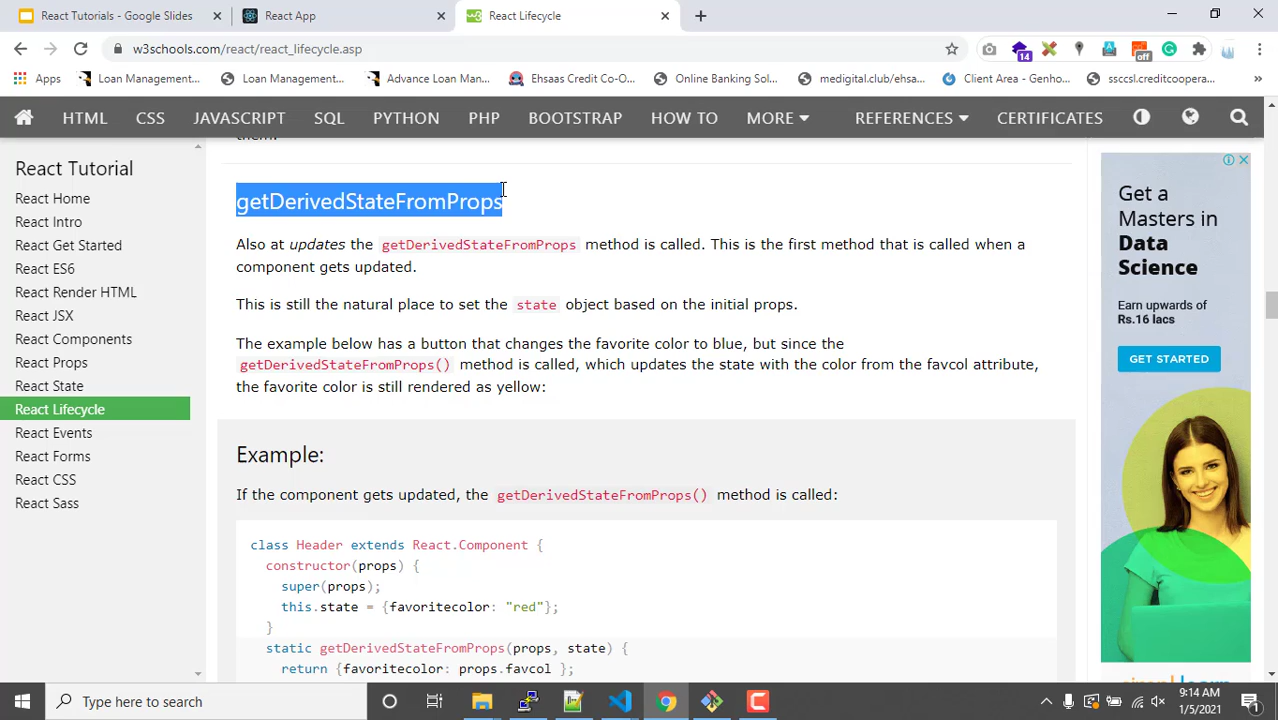 React Tutorials - Google Slides
React App
React Lifecycle
w3schools.com/react/react_lifecycle.asp
14
off
Apps
Loan Management...
Loan Management...
Advance Loan Man...
Ehsaas Credit Co-O...
Online Banking Sol...
medigital.club/ehsa...
Client Area - Genho...
ssccsl.creditcoopera...
»
HTML
CSS
JAVASCRIPT
SQL
PYTHON
PHP
BOOTSTRAP
HOW TO
MORE
REFERENCES
CERTIFICATES
them.
React Tutorial
React Home
React Intro
React Get Started
React ES6
React Render HTML
React JSX
React Components
React Props
React State
React Lifecycle
React Events
React Forms
React CSS
React Sass
getDerivedStateFromProps
Also at updates the getDerivedStateFromProps method is called. This is the first method that is called when a
component gets updated.
This is still the natural place to set the state object based on the initial props.
The example below has a button that changes the favorite color to blue, but since the
getDerivedStateFromProps() method is called, which updates the state with the color from the favcol attribute,
the favorite color is still rendered as yellow:
Example:
If the component gets updated, the getDerivedStateFromProps() method is called:
class Header extends React.Component {
constructor(props) {
super(props);
this.state = {favoritecolor: "red"};
}
static getDerivedStateFromProps(props, state) {
return {favoritecolor: props.favcol };
Get a
Masters in
Data
Science
Earn upwards of
Rs.16 lacs
GET STARTED
Type here to search
9:14 AM
1/5/2021
1